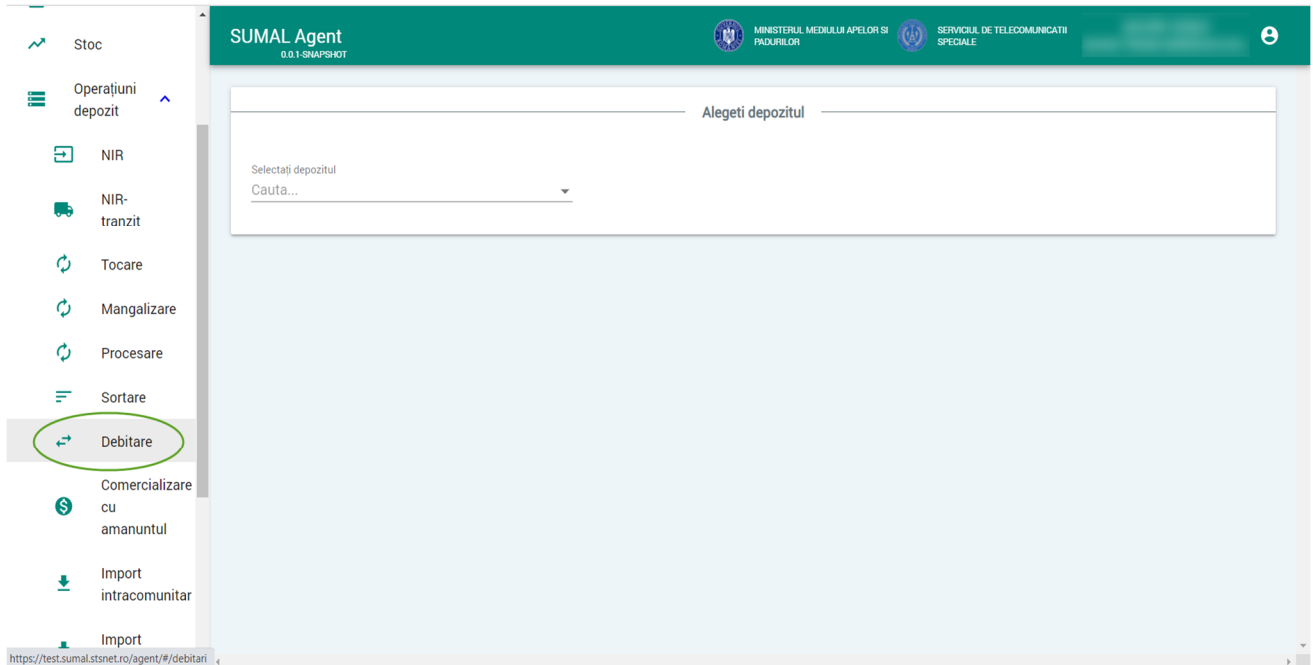 Stoc
Operațiuni
depozit
NIR
NIR-
tranzit
Tocare
Mangalizare
Procesare
Sortare
Debitare
Comercializare
cu
amanuntul
Import
intracomunitar
Import
https://test.sumal.stsnet.ro/agent/#/debitari
SUMAL Agent
0.0.1-SNAPSHOT
MINISTERUL MEDIULUI APELOR SI
PADURILOR
SERVICIUL DE TELECOMUNICATII
SPECIALE
Alegeti depozitul
Selectați depozitul
Cauta...